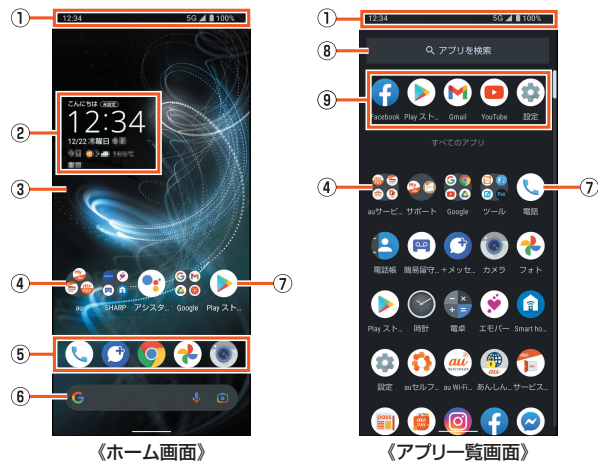 ①
12:34 5G 100%
②
こんにちは
12:34
12/22 木曜日
③
④
au SHARP アシスタ... Google Play スト...
⑦
⑤
⑥
《ホーム画面》
①
12:34 5G 100%
⑧
アプリを検索
⑨
Facebook Play スト... Gmail YouTube 設定
すべてのアプリ
④
auサービ... サポート Google ツール 電話
⑦
電話帳 簡易留守... +メッセ... カメラ フォト
Play スト... 時計 電卓 エモパー Smart ho...
設定 auセルフ... au Wi-Fi... あんしん... サービス...
《アプリ一覧画面》